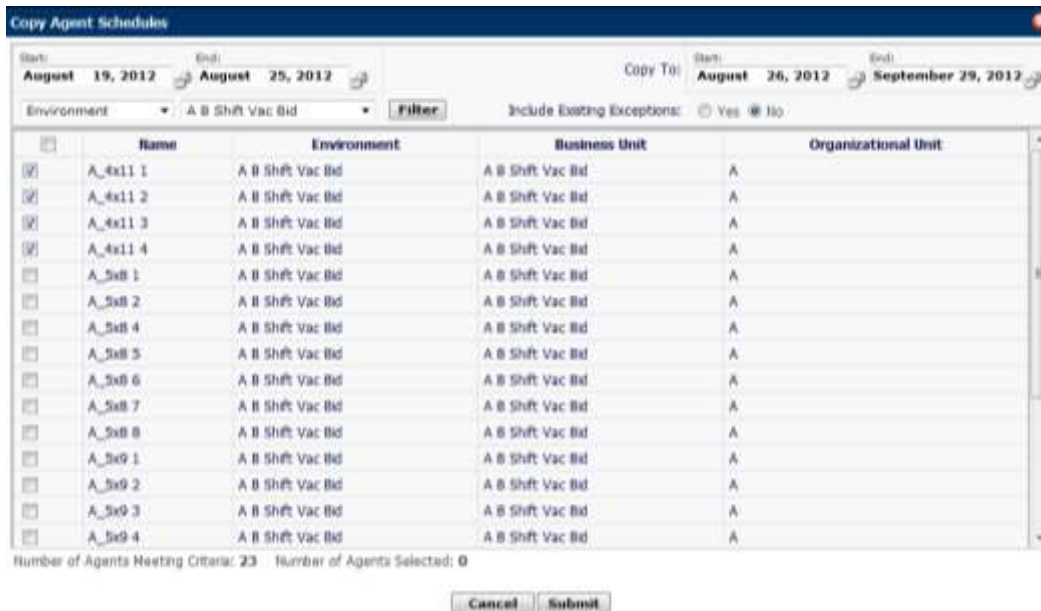 Copy Agent Schedules
Start: End: Start: End:
August 19, 2012 August 25, 2012 Copy To: August 26, 2012 September 29, 2012
Environment A B Shift Vac Bid Filter Include Existing Exceptions: Yes No
Name Environment Business Unit Organizational Unit
A_4x11 1 A B Shift Vac Bid A B Shift Vac Bid A
A_4x11 2 A B Shift Vac Bid A B Shift Vac Bid A
A_4x11 3 A B Shift Vac Bid A B Shift Vac Bid A
A_4x11 4 A B Shift Vac Bid A B Shift Vac Bid A
A_5x8 1 A B Shift Vac Bid A B Shift Vac Bid A
A_5x8 2 A B Shift Vac Bid A B Shift Vac Bid A
A_5x8 4 A B Shift Vac Bid A B Shift Vac Bid A
A_5x8 5 A B Shift Vac Bid A B Shift Vac Bid A
A_5x8 6 A B Shift Vac Bid A B Shift Vac Bid A
A_5x8 7 A B Shift Vac Bid A B Shift Vac Bid A
A_5x8 8 A B Shift Vac Bid A B Shift Vac Bid A
A_5x9 1 A B Shift Vac Bid A B Shift Vac Bid A
A_5x9 2 A B Shift Vac Bid A B Shift Vac Bid A
A_5x9 3 A B Shift Vac Bid A B Shift Vac Bid A
A_5x9 4 A B Shift Vac Bid A B Shift Vac Bid A
Number of Agents Meeting Criteria: 23 Number of Agents Selected: 0
Cancel Submit